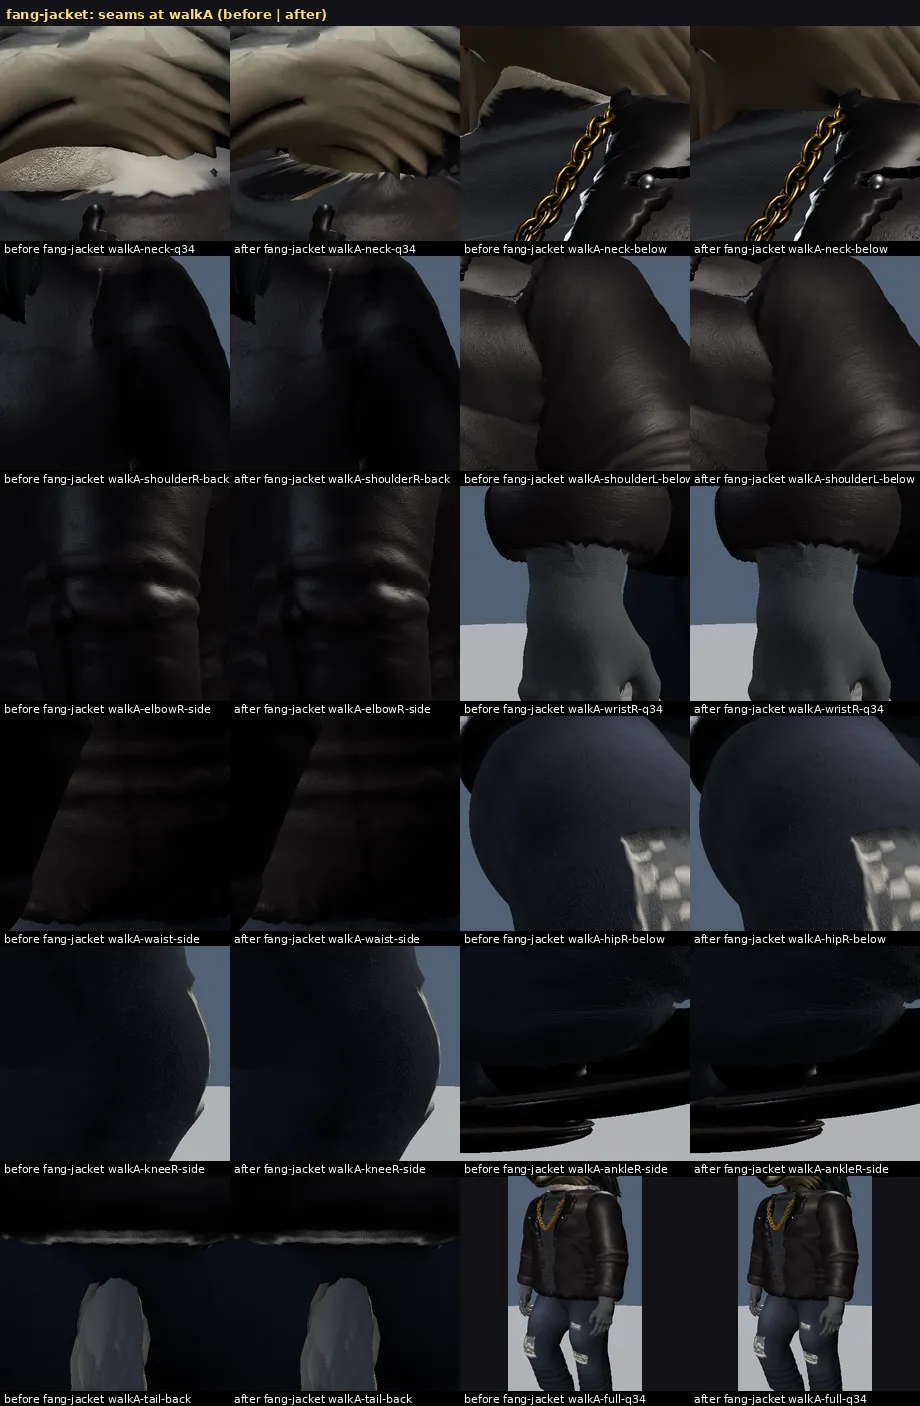 fang-jacket: seams at walkA (before | after)
before fang-jacket walkA-neck-q34
after fang-jacket walkA-neck-q34
before fang-jacket walkA-neck-below
after fang-jacket walkA-neck-below
before fang-jacket walkA-shoulderR-back
after fang-jacket walkA-shoulderR-back
before fang-jacket walkA-shoulderL-below
after fang-jacket walkA-shoulderL-below
before fang-jacket walkA-elbowR-side
after fang-jacket walkA-elbowR-side
before fang-jacket walkA-wristR-q34
after fang-jacket walkA-wristR-q34
before fang-jacket walkA-waist-side
after fang-jacket walkA-waist-side
before fang-jacket walkA-hipR-below
after fang-jacket walkA-hipR-below
before fang-jacket walkA-kneeR-side
after fang-jacket walkA-kneeR-side
before fang-jacket walkA-ankleR-side
after fang-jacket walkA-ankleR-side
before fang-jacket walkA-tail-back
after fang-jacket walkA-tail-back
before fang-jacket walkA-full-q34
after fang-jacket walkA-full-q34